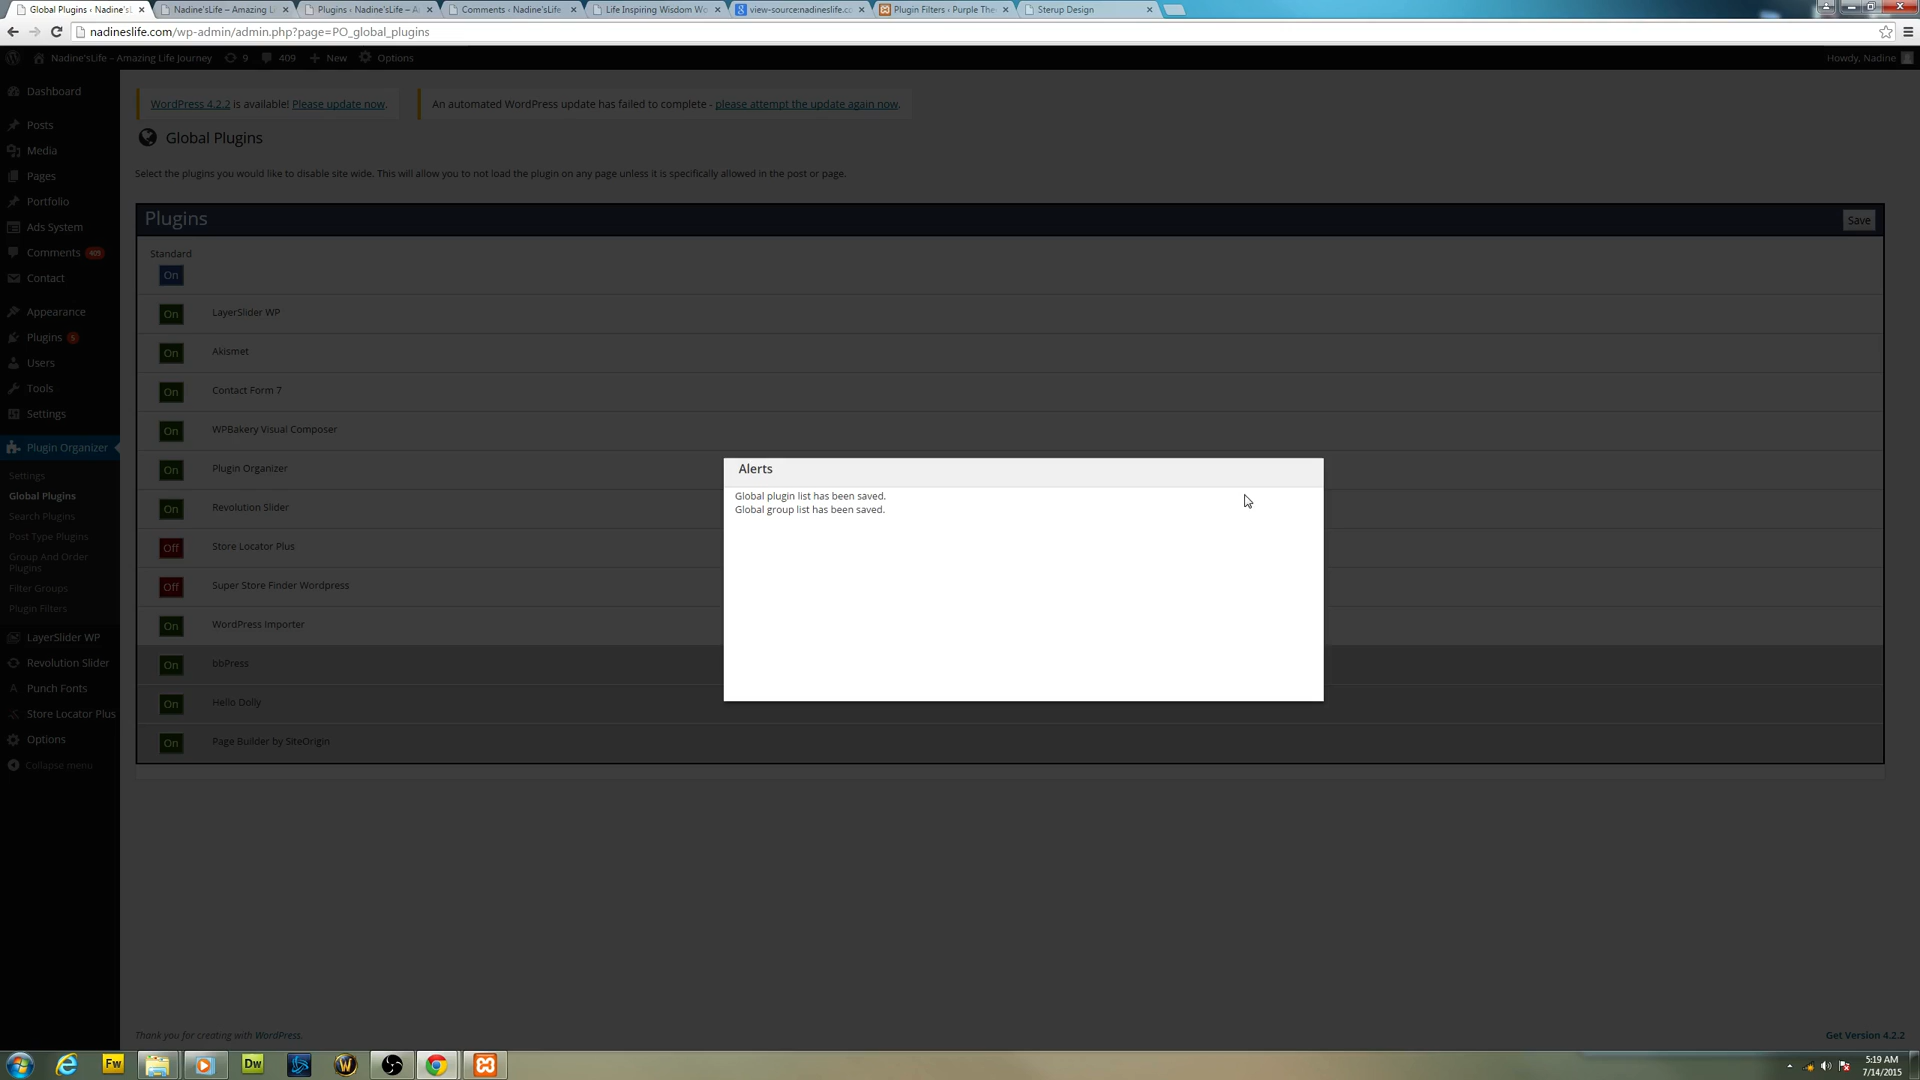 Global Plugins ‹ Nadine'sL
Nadine'sLife – Amazing Li
Plugins ‹ Nadine'sLife – A
Comments ‹ Nadine'sLife
Life Inspiring Wisdom Wo
view-source:nadineslife.co
Plugin Filters ‹ Purple The
Sterup Design
nadineslife.com/wp-admin/admin.php?page=PO_global_plugins
Nadine'sLife – Amazing Life Journey
9
409
New
Options
Howdy, Nadine
Dashboard
Posts
Media
Pages
Portfolio
Ads System
Comments 409
Contact
Appearance
Plugins 5
Users
Tools
Settings
Plugin Organizer
Settings
Global Plugins
Search Plugins
Post Type Plugins
Group And Order
Plugins
Filter Groups
Plugin Filters
LayerSlider WP
Revolution Slider
Punch Fonts
Store Locator Plus
Options
Collapse menu
WordPress 4.2.2 is available! Please update now.
An automated WordPress update has failed to complete - please attempt the update again now.
Global Plugins
Select the plugins you would like to disable site wide. This will allow you to not load the plugin on any page unless it is specifically allowed in the post or page.
Plugins
Save
Standard
On
On LayerSlider WP
On Akismet
On Contact Form 7
On WPBakery Visual Composer
On Plugin Organizer
On Revolution Slider
Off Store Locator Plus
Off Super Store Finder Wordpress
On WordPress Importer
On bbPress
On Hello Dolly
On Page Builder by SiteOrigin
Alerts
Global plugin list has been saved.
Global group list has been saved.
Thank you for creating with WordPress.
Get Version 4.2.2
Fw
Dw
5:19 AM
7/14/2015